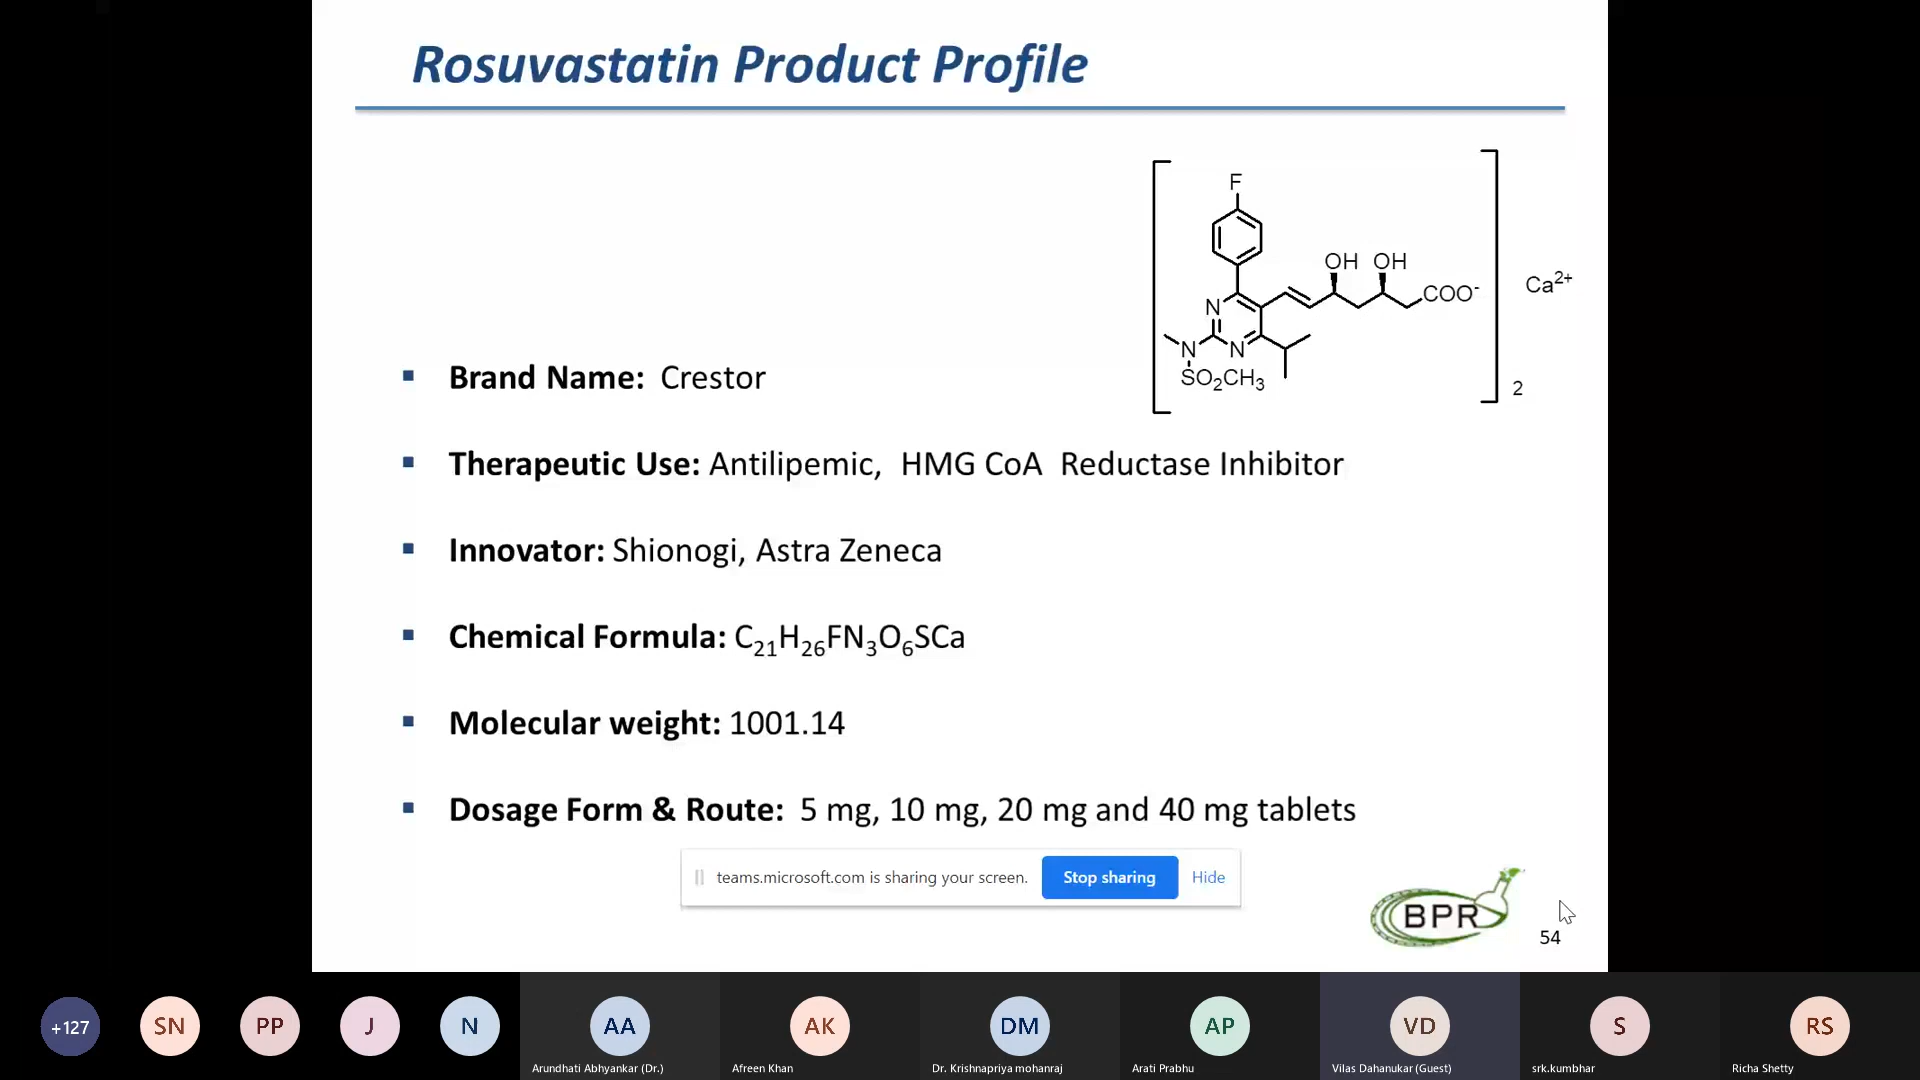 Rosuvastatin Product Profile
F
OH OH
N
COO-
Ca2+
N
N
SO2CH3
2
Brand Name: Crestor
Therapeutic Use: Antilipemic, HMG CoA Reductase Inhibitor
Innovator: Shionogi, Astra Zeneca
Chemical Formula: C21H26FN3O6SCa
Molecular weight: 1001.14
Dosage Form & Route: 5 mg, 10 mg, 20 mg and 40 mg tablets
teams.microsoft.com is sharing your screen. Stop sharing Hide
BPR
54
+127 SN PP J N AA AK DM AP VD S RS
Arundhati Abhyankar (Dr.) Afreen Khan Dr. Krishnapriya mohanraj Arati Prabhu Vilas Dahanukar (Guest) srk.kumbhar Richa Shetty